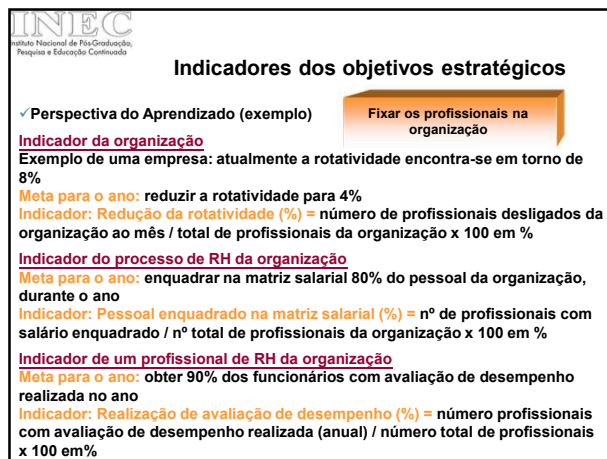 INEC
Instituto Nacional de Pós-Graduação,
Pesquisa e Educação Continuada
Indicadores dos objetivos estratégicos
✓Perspectiva do Aprendizado (exemplo)
Fixar os profissionais na
organização
Indicador da organização
Exemplo de uma empresa: atualmente a rotatividade encontra-se em torno de
8%
Meta para o ano: reduzir a rotatividade para 4%
Indicador: Redução da rotatividade (%) = número de profissionais desligados da
organização ao mês / total de profissionais da organização x 100 em %
Indicador do processo de RH da organização
Meta para o ano: enquadrar na matriz salarial 80% do pessoal da organização,
durante o ano
Indicador: Pessoal enquadrado na matriz salarial (%) = nº de profissionais com
salário enquadrado / nº total de profissionais da organização x 100 em %
Indicador de um profissional de RH da organização
Meta para o ano: obter 90% dos funcionários com avaliação de desempenho
realizada no ano
Indicador: Realização de avaliação de desempenho (%) = número profissionais
com avaliação de desempenho realizada (anual) / número total de profissionais
x 100 em%